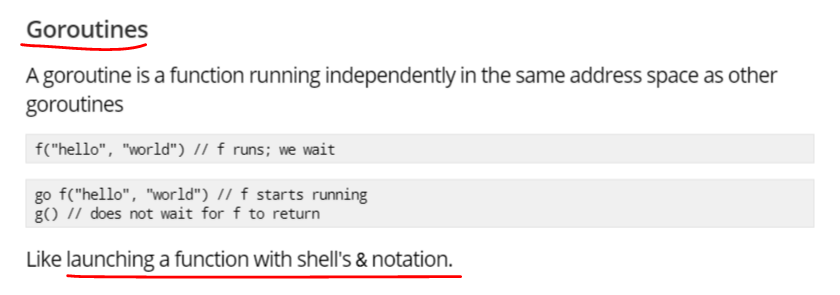 Goroutines
A goroutine is a function running independently in the same address space as other
goroutines
f("hello", "world") // f runs; we wait
go f("hello", "world") // f starts running
g() // does not wait for f to return
Like launching a function with shell's & notation.